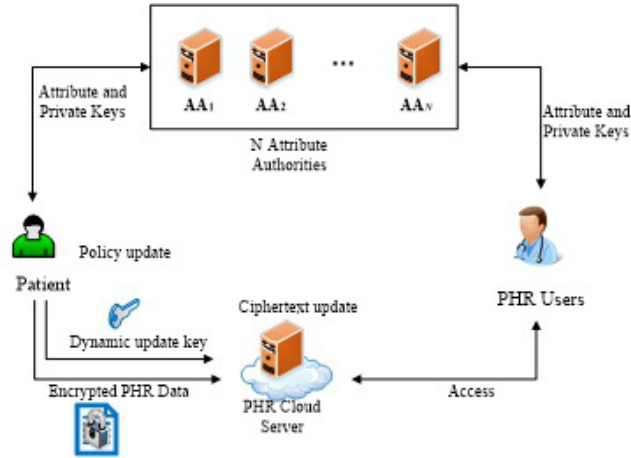 AA1 AA2 ... AAN
N Attribute
Authorities
Attribute and
Private Keys
Attribute and
Private Keys
Policy update
Patient
PHR Users
Ciphertext update
Dynamic update key
Encrypted PHR Data
PHR Cloud
Server
Access